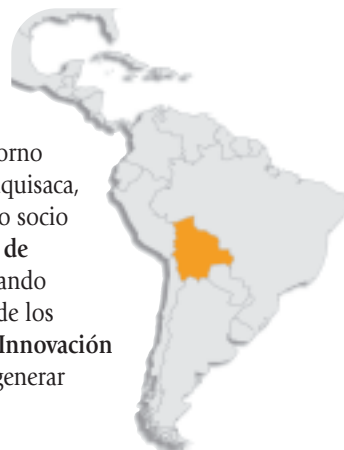 orno
quisaca,
o socio
de
ando
de los
Innovación
generar